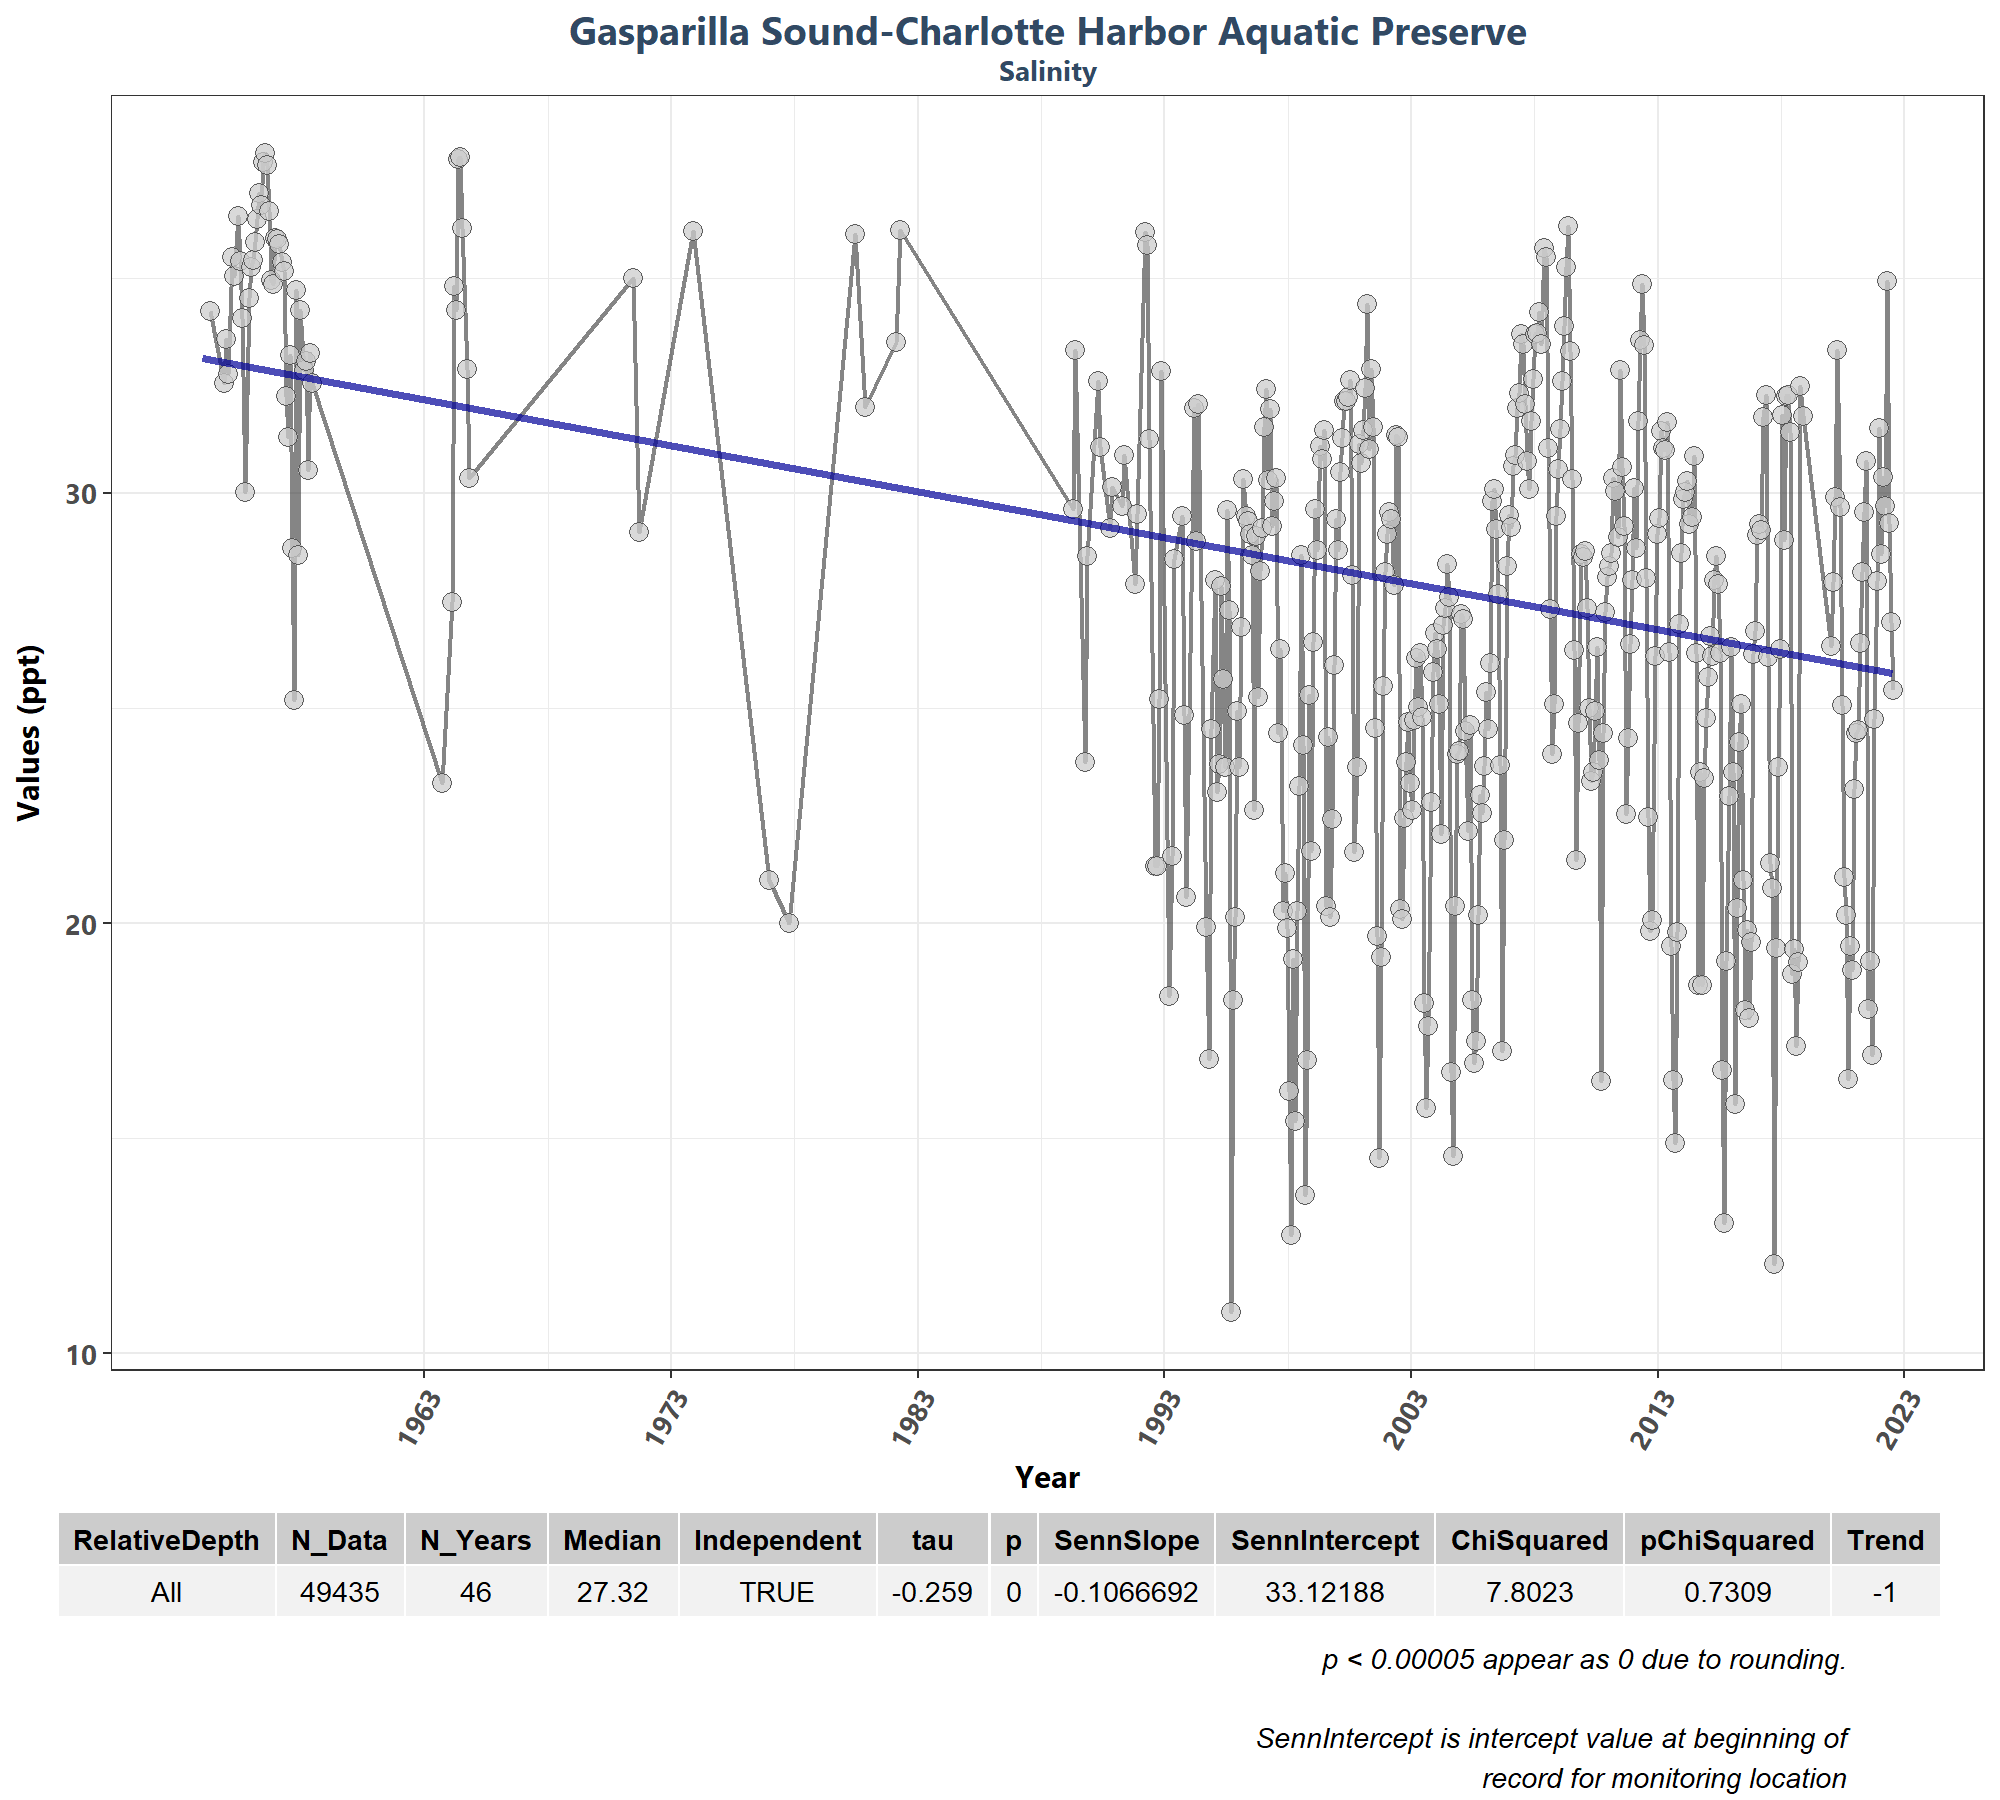 Gasparilla Sound-Charlotte Harbor Aquatic Preserve
Salinity
Values (ppt)
30
20
10
1963 1973 1983 1993 2003 2013 2023
Year
RelativeDepth N_Data N_Years Median Independent tau p SennSlope SennIntercept ChiSquared pChiSquared Trend
All 49435 46 27.32 TRUE -0.259 0 -0.1066692 33.12188 7.8023 0.7309 -1
p < 0.00005 appear as 0 due to rounding.
SennIntercept is intercept value at beginning of
record for monitoring location